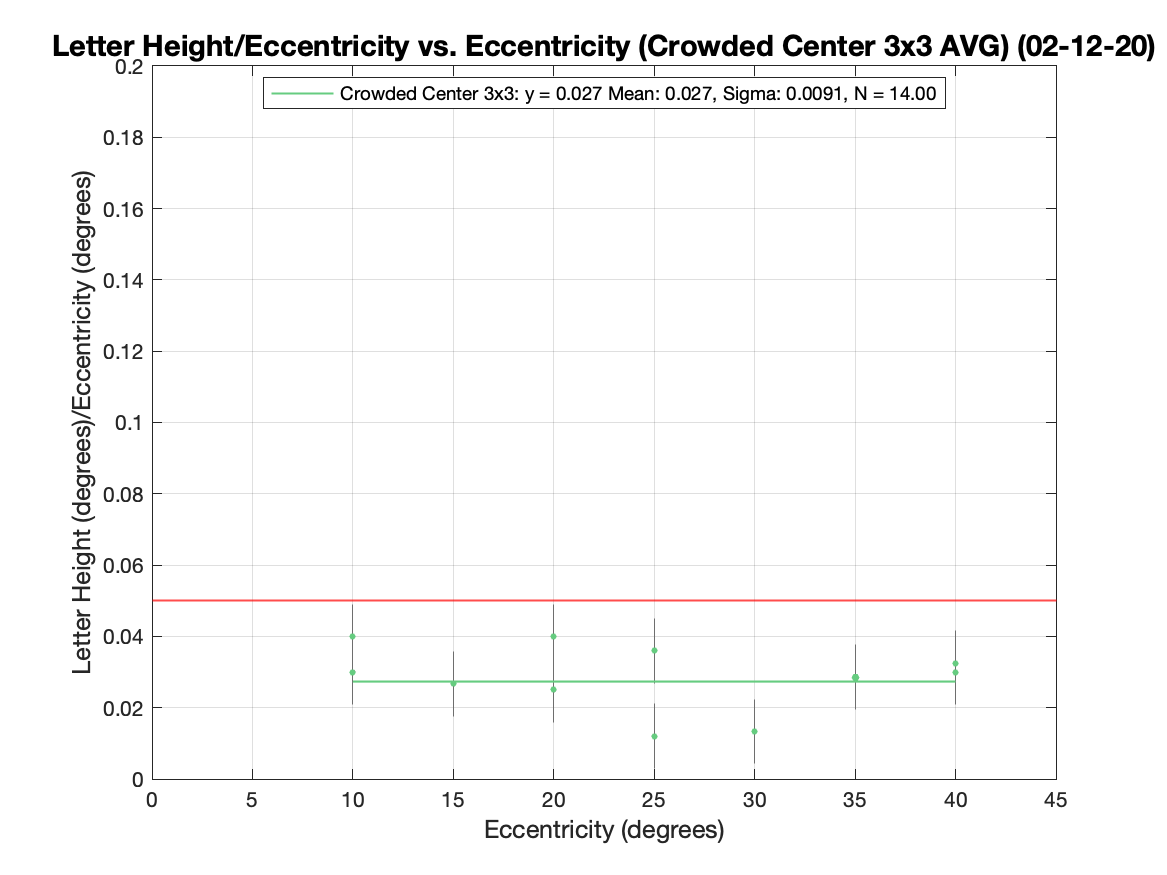 Letter Height/Eccentricity vs. Eccentricity (Crowded Center 3x3 AVG) (02-12-20)
Crowded Center 3x3: y = 0.027 Mean: 0.027, Sigma: 0.0091, N = 14.00
Letter Height (degrees)/Eccentricity (degrees)
0.2
0.18
0.16
0.14
0.12
0.1
0.08
0.06
0.04
0.02
0
0 5 10 15 20 25 30 35 40 45
Eccentricity (degrees)